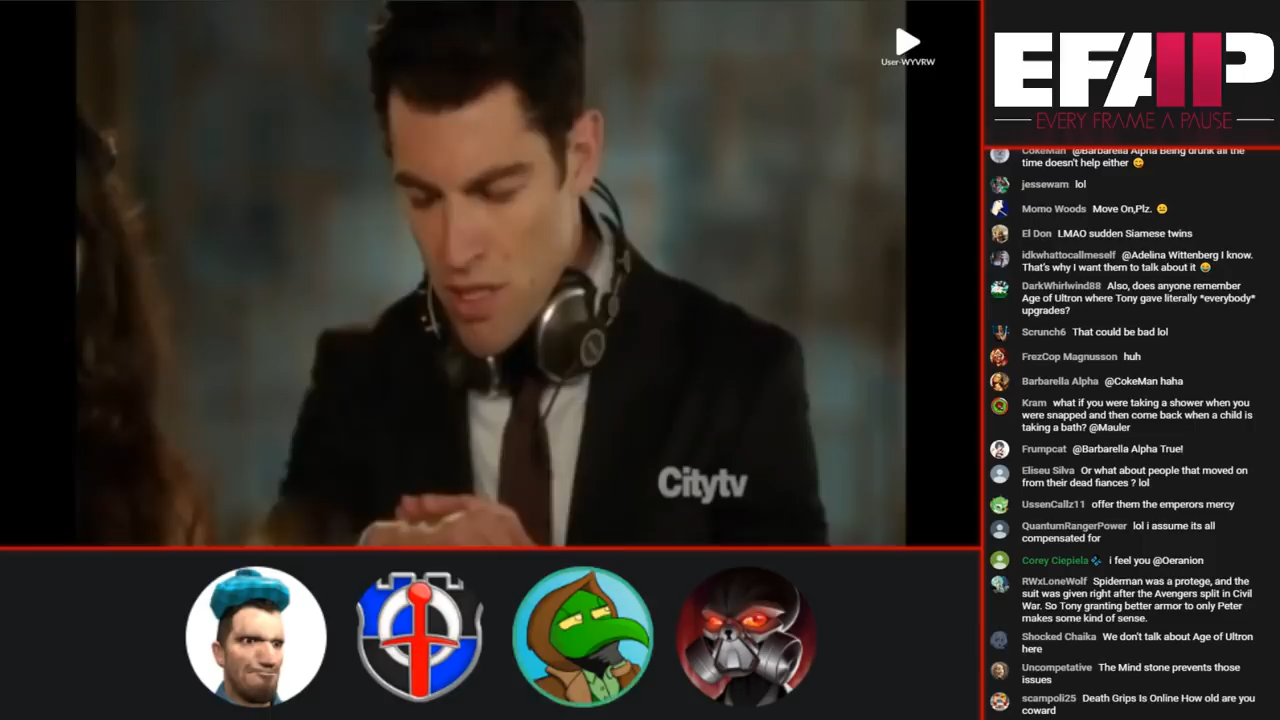 User-WYVRW
Citytv
EFAP
EVERY FRAME A PAUSE
CokeMan @Barbarella Alpha Being drunk all the
time doesn't help either
jessewam lol
Momo Woods Move On,Plz.
El Don LMAO sudden Siamese twins
idkwhattocallmeself @Adelina Wittenberg I know.
That's why I want them to talk about it
DarkWhirlwind88 Also, does anyone remember
Age of Ultron where Tony gave literally *everybody*
upgrades?
Scrunch6 That could be bad lol
FrezCop Magnusson huh
Barbarella Alpha @CokeMan haha
Kram what if you were taking a shower when you
were snapped and then come back when a child is
taking a bath? @Mauler
Frumpcat @Barbarella Alpha True!
Eliseu Silva Or what about people that moved on
from their dead fiances ? lol
UssenCallz11 offer them the emperors mercy
QuantumRangerPower lol i assume its all
compensated for
Corey Ciepiela i feel you @Oeranion
RWxLoneWolf Spiderman was a protege, and the
suit was given right after the Avengers split in Civil
War. So Tony granting better armor to only Peter
makes some kind of sense.
Shocked Chaika We don't talk about Age of Ultron
here
Uncompetative The Mind stone prevents those
issues
scampoli25 Death Grips Is Online How old are you
coward